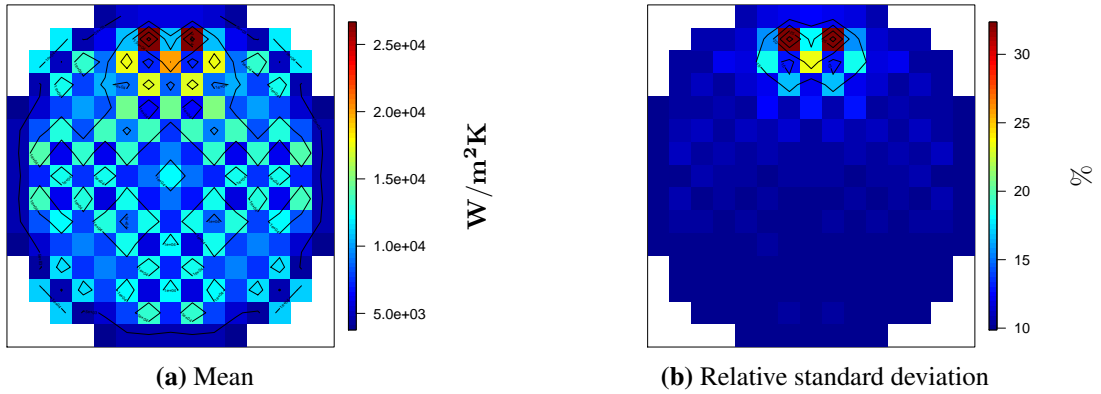 2.5e+04
2.0e+04
1.5e+04
1.0e+04
5.0e+03
W/m²K
30
25
20
15
10
%
(a) Mean
(b) Relative standard deviation